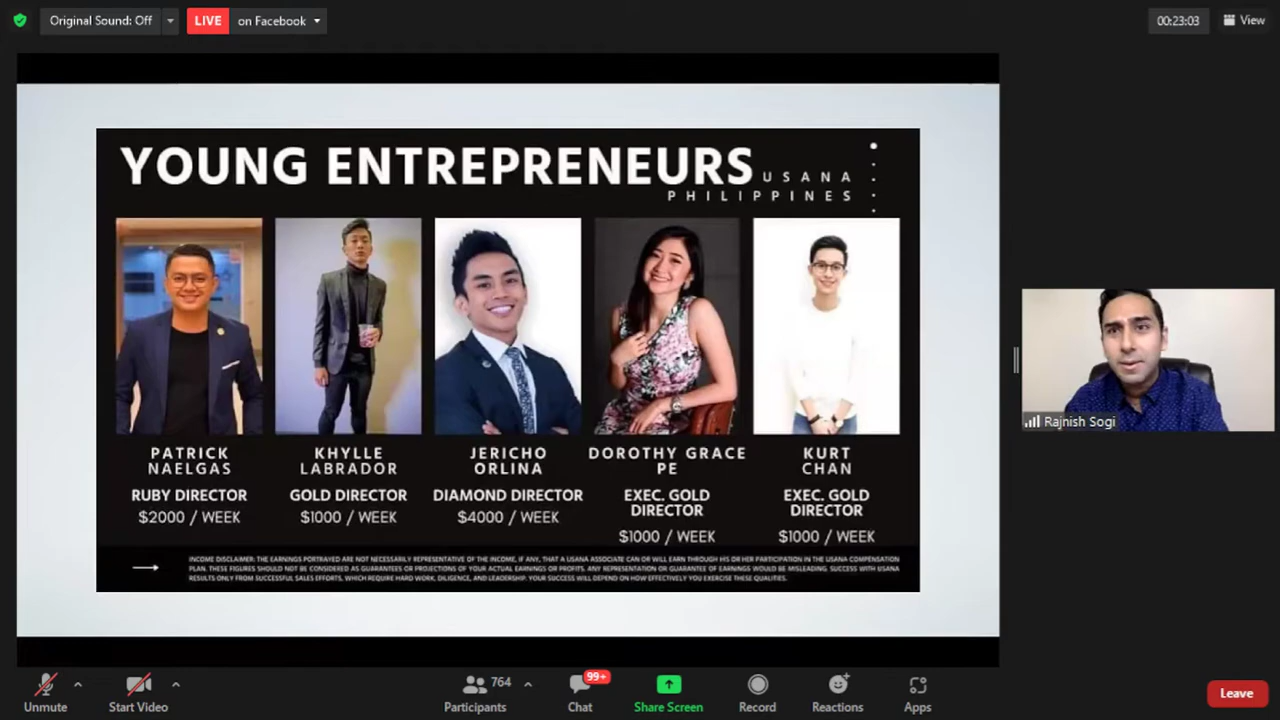 Original Sound: Off
LIVE
on Facebook
00:23:03
View
YOUNG ENTREPRENEURS
USANA
PHILIPPINES
PATRICK
NAELGAS
RUBY DIRECTOR
$2000 / WEEK
KHYLLE
LABRADOR
GOLD DIRECTOR
$1000 / WEEK
JERICHO
ORLINA
DIAMOND DIRECTOR
$4000 / WEEK
DOROTHY GRACE
PE
EXEC. GOLD
DIRECTOR
$1000 / WEEK
KURT
CHAN
EXEC. GOLD
DIRECTOR
$1000 / WEEK
INCOME DISCLAIMER: THE EARNINGS PORTRAYED ARE NOT NECESSARILY REPRESENTATIVE OF THE INCOME, IF ANY, THAT A USANA ASSOCIATE CAN OR WILL EARN THROUGH HIS OR HER PARTICIPATION IN THE USANA COMPENSATION
PLAN. THESE FIGURES SHOULD NOT BE CONSIDERED AS GUARANTEES OR PROJECTIONS OF YOUR ACTUAL EARNINGS OR PROFITS. ANY REPRESENTATION OR GUARANTEE OF EARNINGS WOULD BE MISLEADING. SUCCESS WITH USANA
RESULTS ONLY FROM SUCCESSFUL SALES EFFORTS, WHICH REQUIRE HARD WORK, DILIGENCE, AND LEADERSHIP. YOUR SUCCESS WILL DEPEND ON HOW EFFECTIVELY YOU EXERCISE THESE QUALITIES.
Rajnish Sogi
Unmute
Start Video
764
Participants
99+
Chat
Share Screen
Record
Reactions
Apps
Leave